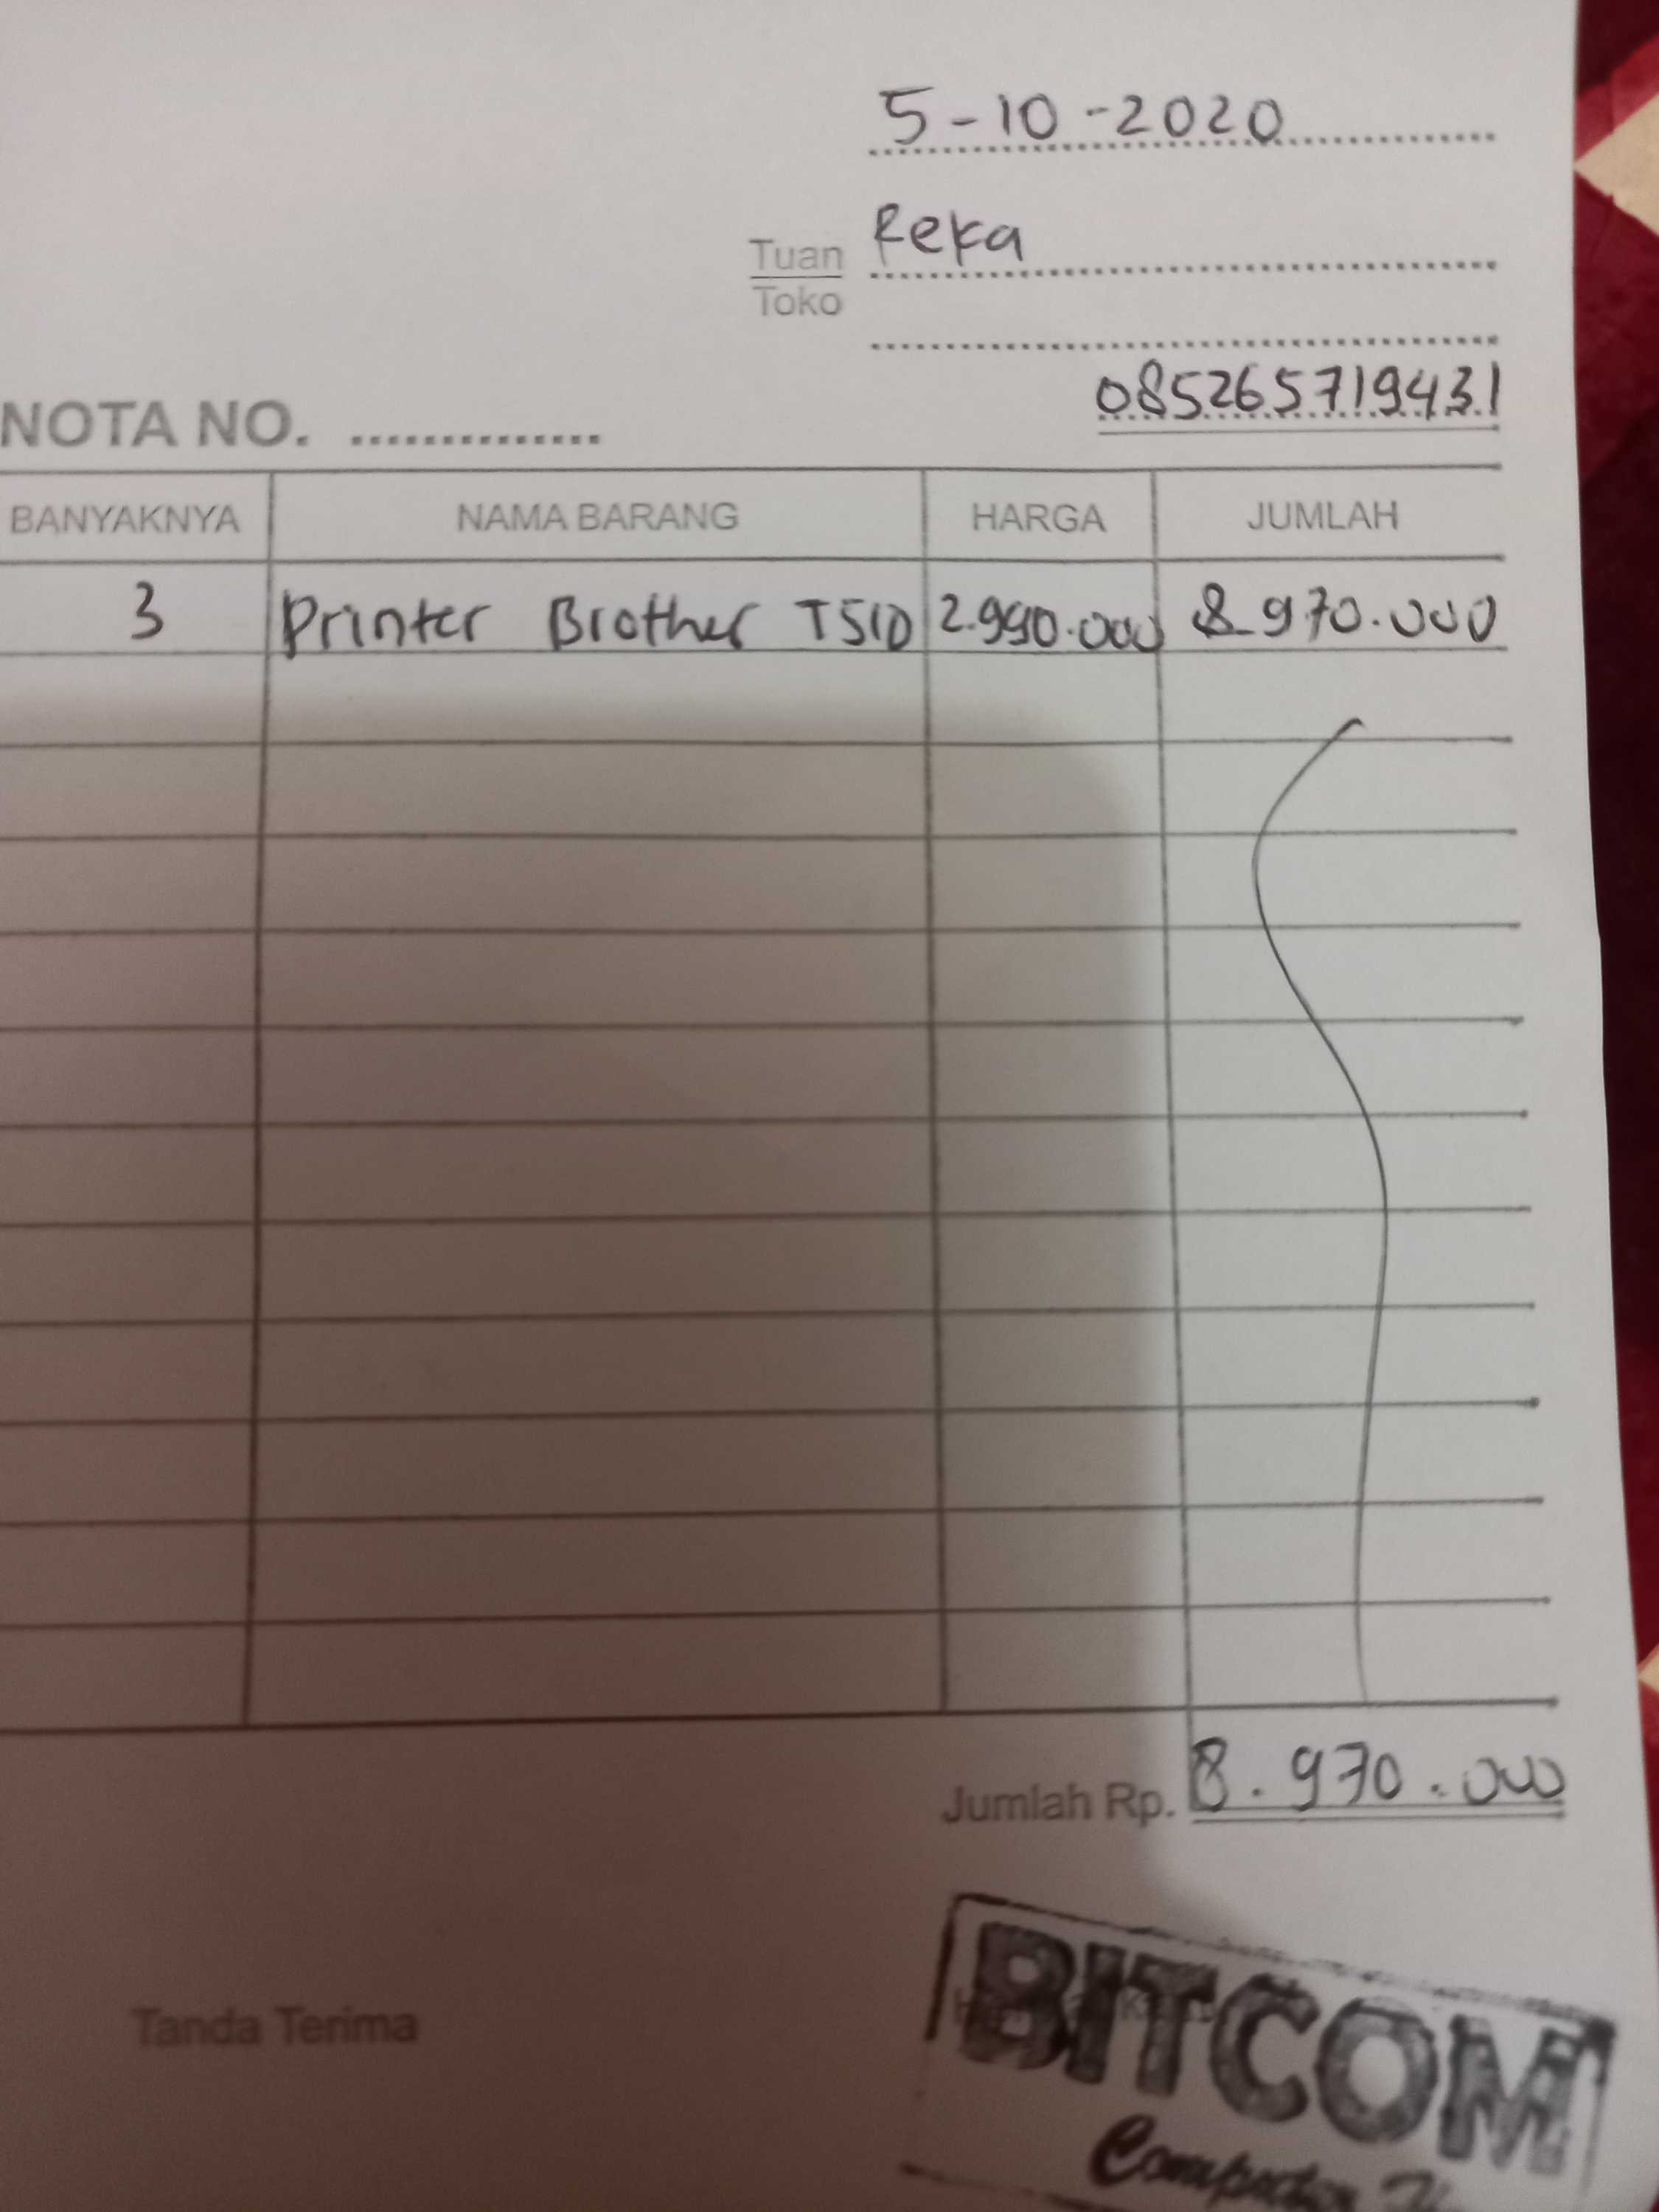 5-10-2020
Tuan Reka
Toko
085265719431
NOTA NO. ..............
BANYAKNYA NAMA BARANG HARGA JUMLAH
3 Printer Brother T510 2.990.000 8.970.000
Jumlah Rp. 8.970.000
Tanda Terima
BITCOM
Computer